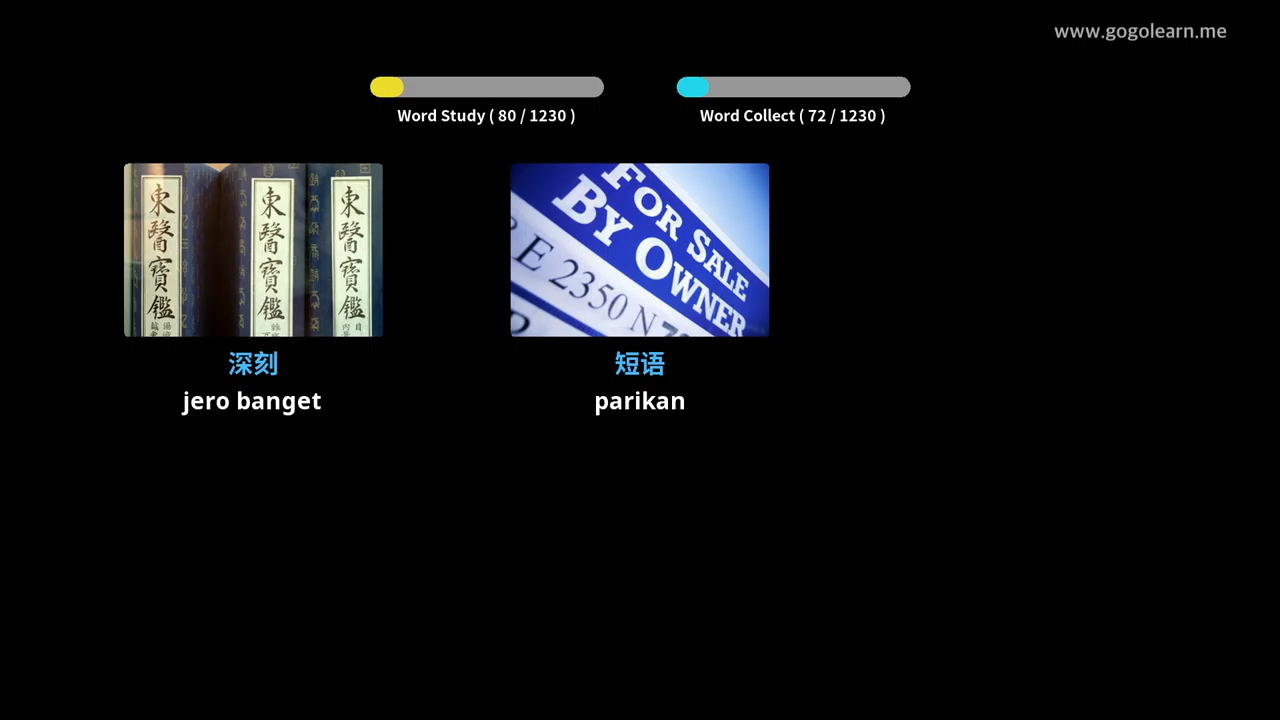 www.gogolearn.me
Word Study ( 80 / 1230 )
Word Collect ( 72 / 1230 )
東醫寶鑑
東醫寶鑑
東醫寶鑑
FOR SALE
BY OWNER
E 2350 N
深刻
短语
jero banget
parikan